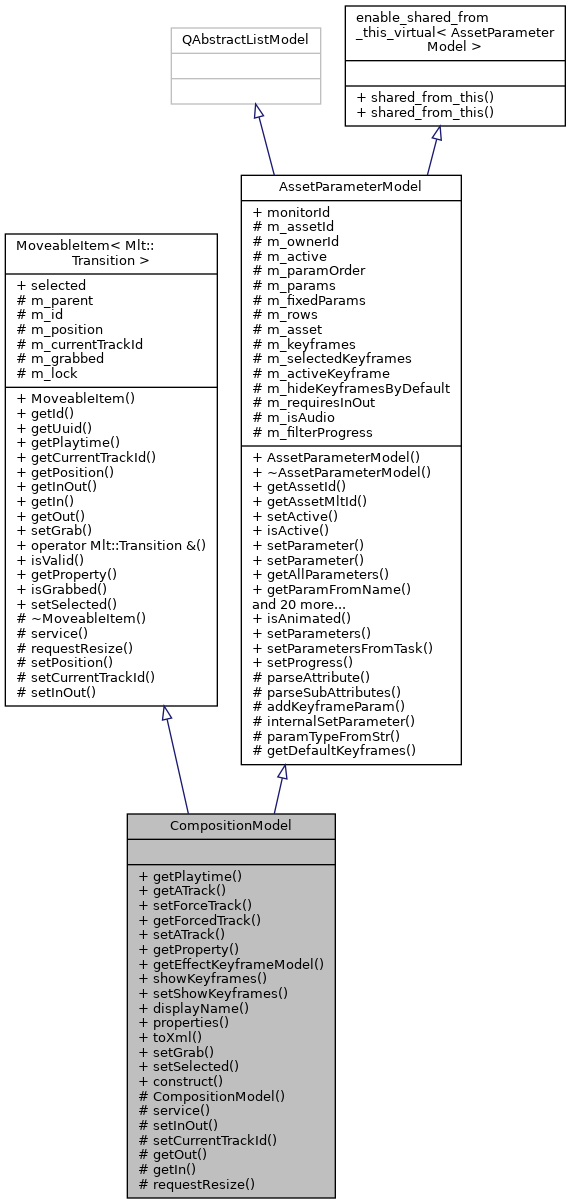 QAbstractListModel
enable_shared_from
_this_virtual< AssetParameter
Model >
+ shared_from_this()
+ shared_from_this()
AssetParameterModel
+ monitorId
# m_assetId
# m_ownerId
# m_active
# m_paramOrder
# m_params
# m_fixedParams
# m_rows
# m_asset
# m_keyframes
# m_selectedKeyframes
# m_activeKeyframe
# m_hideKeyframesByDefault
# m_requiresInOut
# m_isAudio
# m_filterProgress
+ AssetParameterModel()
+ ~AssetParameterModel()
+ getAssetId()
+ getAssetMltId()
+ setActive()
+ isActive()
+ setParameter()
+ setParameter()
+ getAllParameters()
+ getParamFromName()
and 20 more...
+ isAnimated()
+ setParameters()
+ setParametersFromTask()
+ setProgress()
# parseAttribute()
# parseSubAttributes()
# addKeyframeParam()
# internalSetParameter()
# paramTypeFromStr()
# getDefaultKeyframes()
MoveableItem< Mlt::
Transition >
+ selected
# m_parent
# m_id
# m_position
# m_currentTrackId
# m_grabbed
# m_lock
+ MoveableItem()
+ getId()
+ getUuid()
+ getPlaytime()
+ getCurrentTrackId()
+ getPosition()
+ getInOut()
+ getIn()
+ getOut()
+ setGrab()
+ operator Mlt::Transition &()
+ isValid()
+ getProperty()
+ isGrabbed()
+ setSelected()
# ~MoveableItem()
# service()
# requestResize()
# setPosition()
# setCurrentTrackId()
# setInOut()
CompositionModel
+ getPlaytime()
+ getATrack()
+ setForceTrack()
+ getForcedTrack()
+ setATrack()
+ getProperty()
+ getEffectKeyframeModel()
+ showKeyframes()
+ setShowKeyframes()
+ displayName()
+ properties()
+ toXml()
+ setGrab()
+ setSelected()
+ construct()
# CompositionModel()
# service()
# setInOut()
# setCurrentTrackId()
# getOut()
# getIn()
# requestResize()